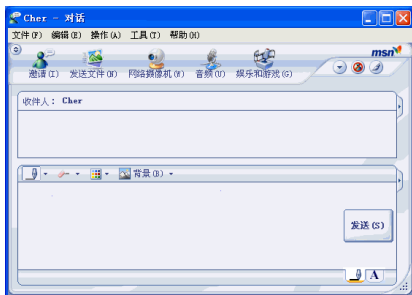 Cher - 对话
文件(F) 编辑(E) 操作(A) 工具(T) 帮助(H)
msn
邀请(I) 发送文件(N) 网络摄像机(W) 音频(U) 娱乐和游戏(G)
收件人: Cher
背景(B)
发送(S)
A